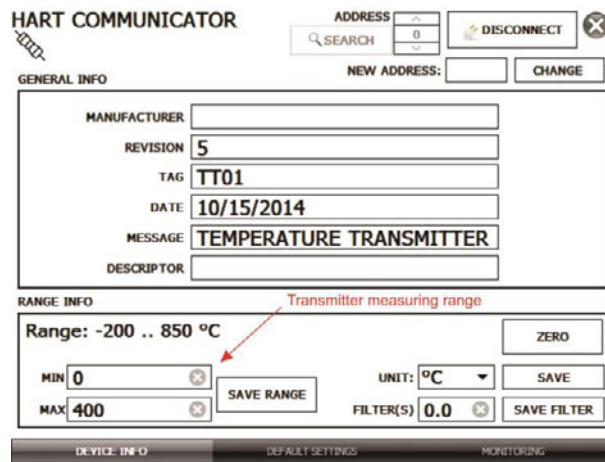 HART COMMUNICATOR
ADDRESS
SEARCH
0
DISCONNECT
NEW ADDRESS:
CHANGE
GENERAL INFO
MANUFACTURER
REVISION 5
TAG TT01
DATE 10/15/2014
MESSAGE TEMPERATURE TRANSMITTER
DESCRIPTOR
RANGE INFO
Transmitter measuring range
Range: -200 .. 850 ºC
ZERO
MIN 0
SAVE RANGE
UNIT: ºC
SAVE
MAX 400
FILTER(S) 0.0
SAVE FILTER
DEVICE INFO
DEFAULT SETTINGS
MONITORING